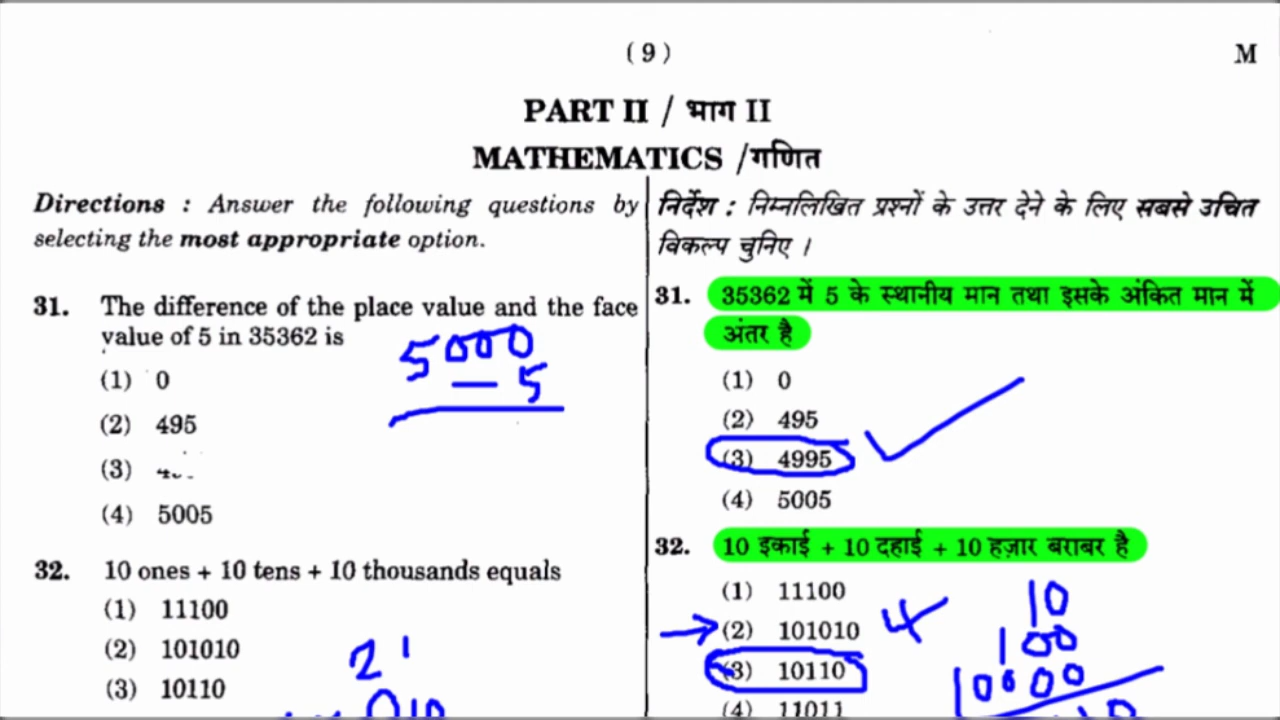 ( 9 )
M
PART II / भाग II
MATHEMATICS /गणित
Directions : Answer the following questions by
selecting the most appropriate option.
31. The difference of the place value and the face
value of 5 in 35362 is
(1) 0
(2) 495
(3)
(4) 5005
5000
– 5
32. 10 ones + 10 tens + 10 thousands equals
(1) 11100
(2) 101010
(3) 10110
निर्देश : निम्नलिखित प्रश्नों के उत्तर देने के लिए सबसे उचित
विकल्प चुनिए ।
31. 35362 में 5 के स्थानीय मान तथा इसके अंकित मान में
अंतर है
(1) 0
(2) 495
(3) 4995
(4) 5005
32. 10 इकाई + 10 दहाई + 10 हज़ार बराबर है
(1) 11100
(2) 101010
(3) 10110
(4) 11011
10
100
10000